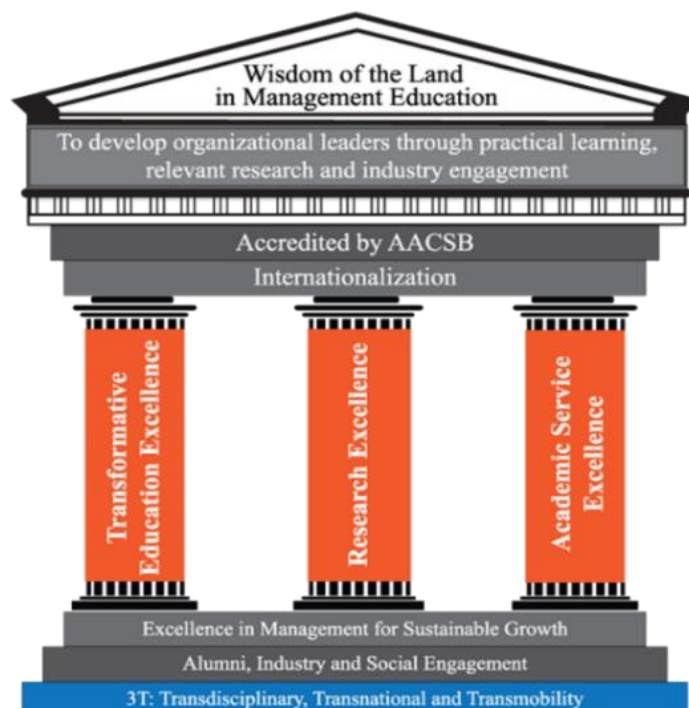 Wisdom of the Land
in Management Education
To develop organizational leaders through practical learning,
relevant research and industry engagement
Accredited by AACSB
Internationalization
Transformative
Education Excellence
Research Excellence
Academic Service
Excellence
Excellence in Management for Sustainable Growth
Alumni, Industry and Social Engagement
3T: Transdisciplinary, Transnational and Transmobility